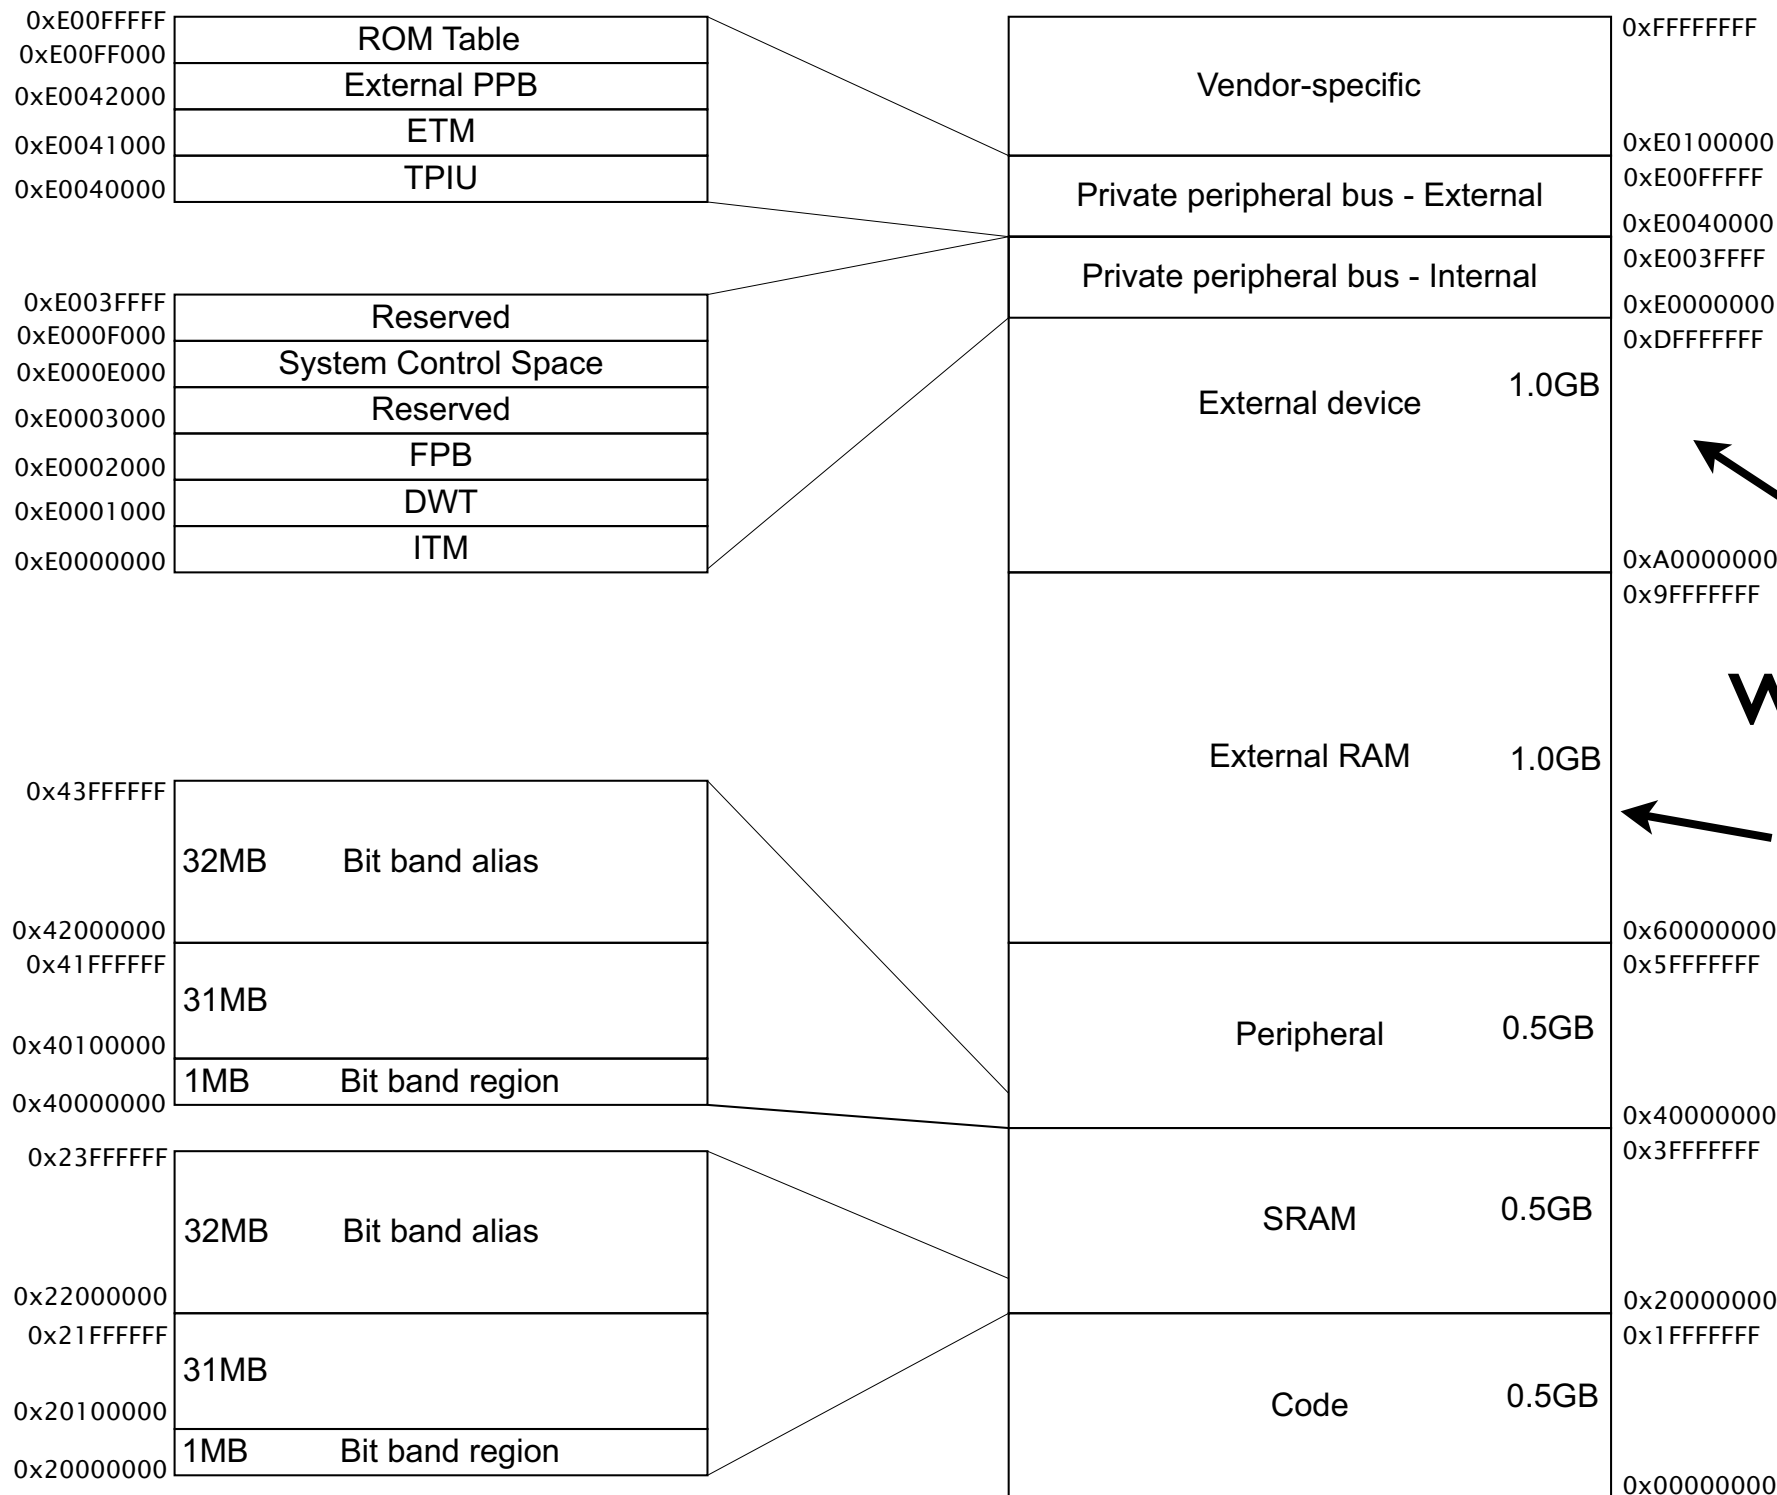 0xE00FFFFF
ROM Table
0xE00FF000
External PPB
0xE0042000
ETM
0xE0041000
TPIU
0xE0040000
0xE003FFFF
Reserved
0xE000F000
System Control Space
0xE000E000
Reserved
0xE0003000
FPB
0xE0002000
DWT
0xE0001000
ITM
0xE0000000
0x43FFFFFF
32MB Bit band alias
0x42000000
0x41FFFFFF
31MB
0x40100000
1MB Bit band region
0x40000000
0x23FFFFFF
32MB Bit band alias
0x22000000
0x21FFFFFF
31MB
0x20100000
1MB Bit band region
0x20000000
0xFFFFFFFF
Vendor-specific
0xE0100000
0xE00FFFFF
Private peripheral bus - External
0xE0040000
0xE003FFFF
Private peripheral bus - Internal
0xE0000000
0xDFFFFFFF
External device 1.0GB
0xA0000000
0x9FFFFFFF
External RAM 1.0GB
0x60000000
0x5FFFFFFF
Peripheral 0.5GB
0x40000000
0x3FFFFFFF
SRAM 0.5GB
0x20000000
0x1FFFFFFF
Code 0.5GB
0x00000000